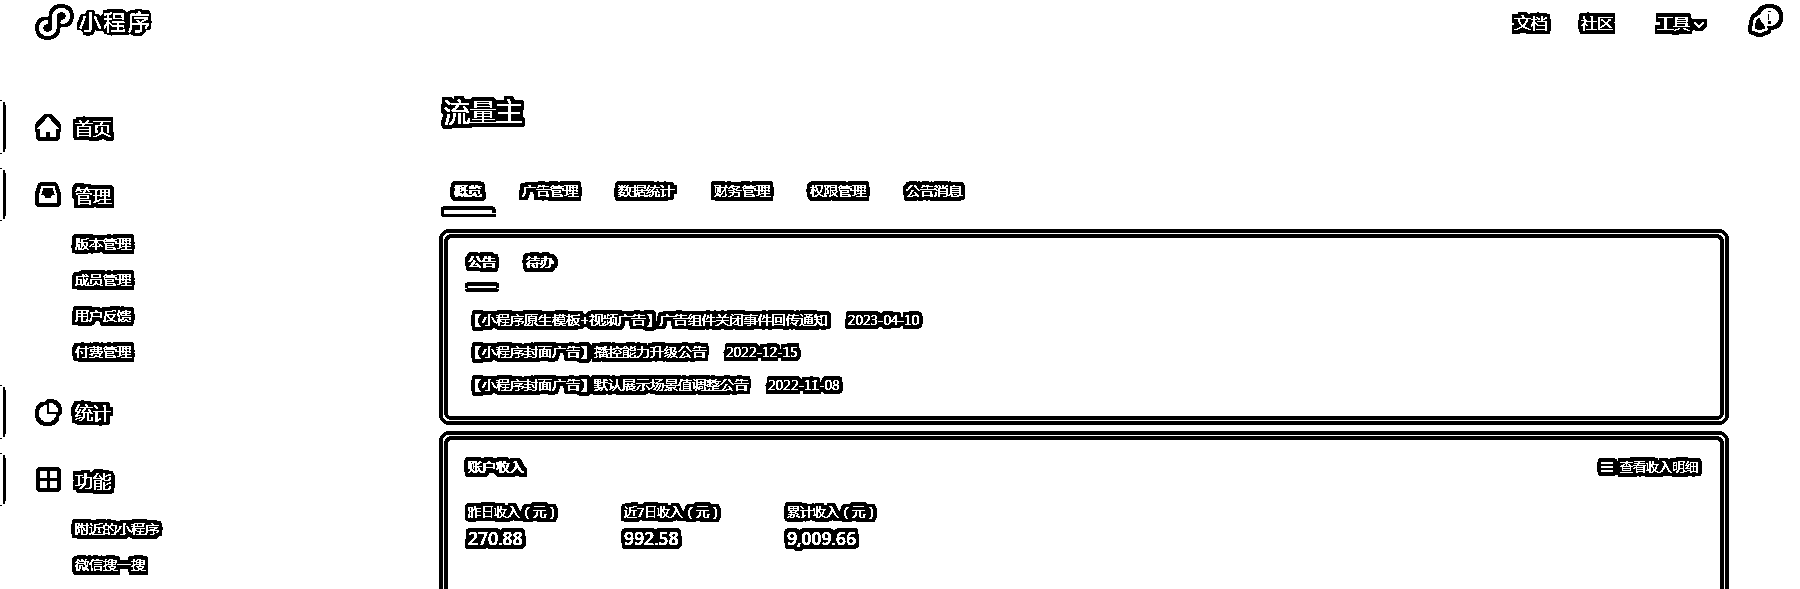 小程序
文档 社区 工具
首页
管理
版本管理
成员管理
用户反馈
付费管理
统计
功能
附近的小程序
微信搜一搜
流量主
概览 广告管理 数据统计 财务管理 权限管理 公告消息
公告 待办
【小程序原生模板+视频广告】广告组件关闭事件回传通知 2023-04-10
【小程序封面广告】播控能力升级公告 2022-12-15
【小程序封面广告】默认展示场景值调整公告 2022-11-08
账户收入 查看收入明细
昨日收入（元） 近7日收入（元） 累计收入（元）
270.88 992.58 9,009.66